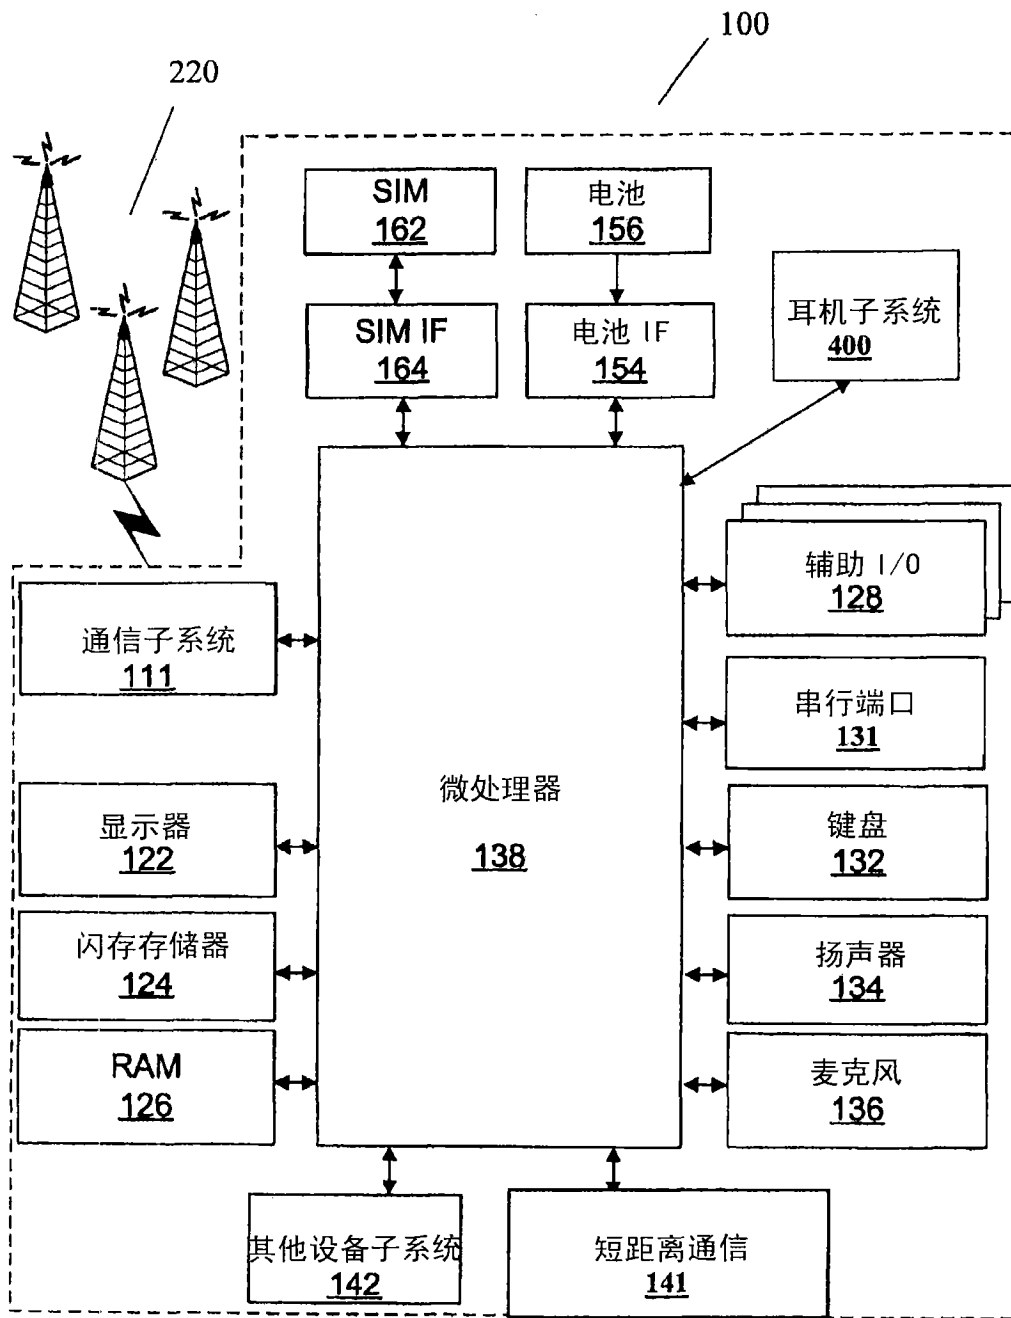 100
220
SIM
162
电池
156
SIM IF
164
电池 IF
154
耳机子系统
400
辅助 I/O
128
通信子系统
111
串行端口
131
微处理器
138
显示器
122
键盘
132
闪存存储器
124
扬声器
134
RAM
126
麦克风
136
其他设备子系统
142
短距离通信
141